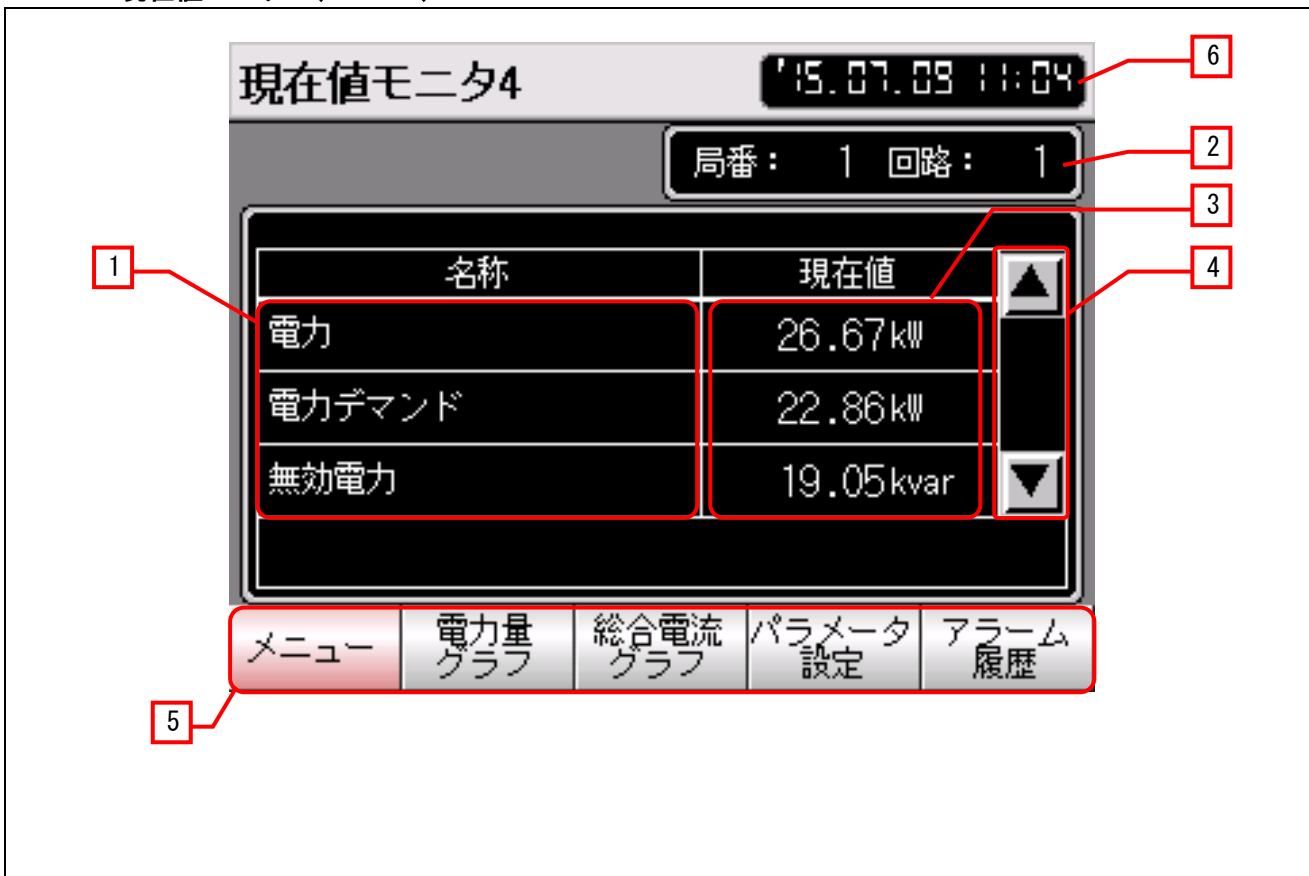 現在値モニタ4
'15.07.09 11:04
6
局番： 1 回路： 1
2
3
1
名称
現在値
4
電力
26.67kW
電力デマンド
22.86kW
無効電力
19.05kvar
メニュー
電力量
グラフ
総合電流
グラフ
パラメータ
設定
アラーム
履歴
5